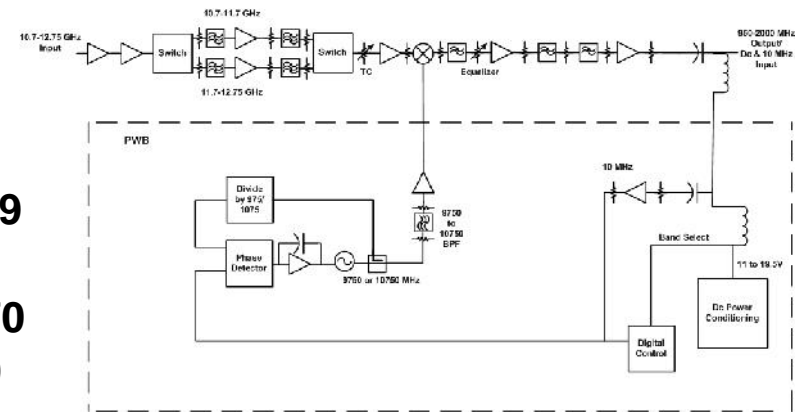 10.7-11.7 GHz
10.7-12.75 GHz
Input
Switch
Switch
TC
Equalizer
950-2000 MHz
Output/
Dc & 10 MHz
Input
11.7-12.75 GHz
PWB
10 MHz
Divide
by 975/
1075
9750
to
10750
BPF
Band Select
9
Phase
Detector
9750 or 10750 MHz
11 to 19.5V
Dc Power
Conditioning
Digital
Control